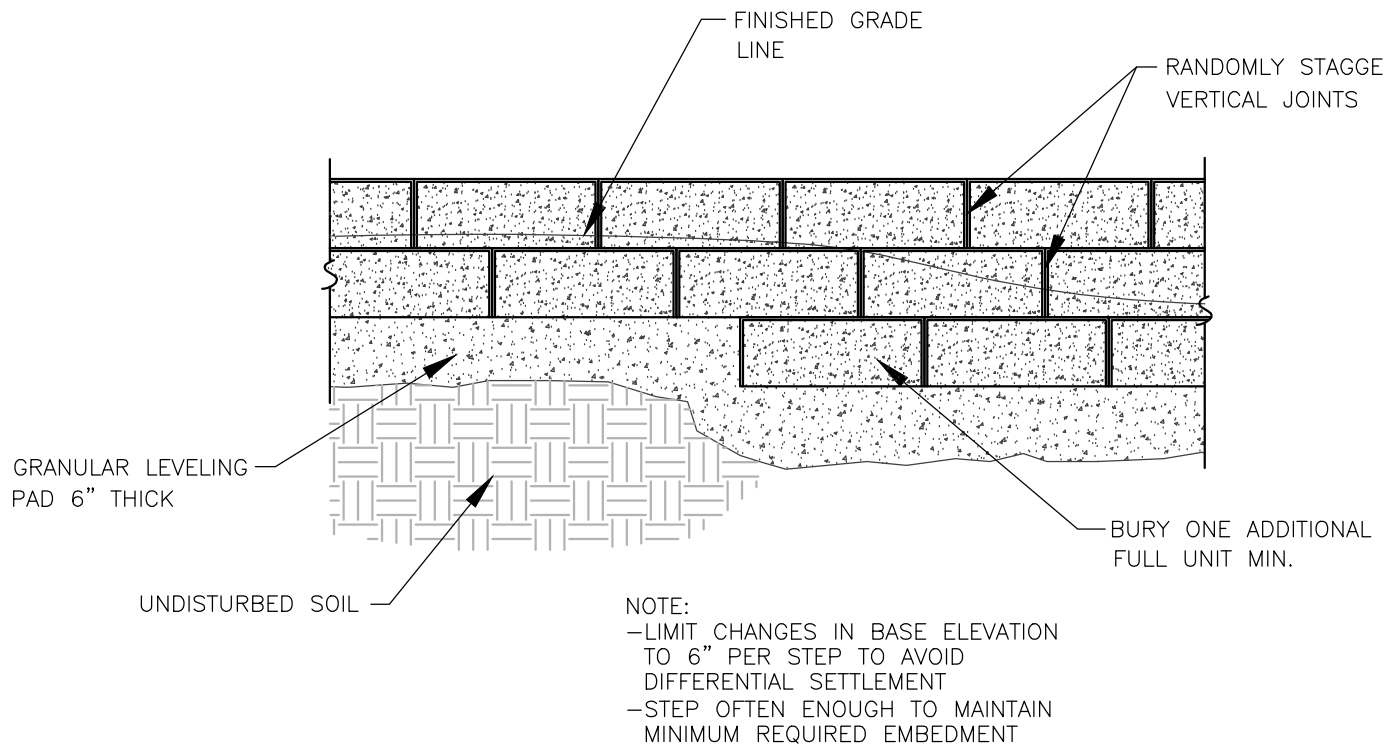 FINISHED GRADE
LINE
RANDOMLY STAGGE
VERTICAL JOINTS
GRANULAR LEVELING
PAD 6” THICK
BURY ONE ADDITIONAL
FULL UNIT MIN.
UNDISTURBED SOIL
NOTE:
–LIMIT CHANGES IN BASE ELEVATION
TO 6” PER STEP TO AVOID
DIFFERENTIAL SETTLEMENT
–STEP OFTEN ENOUGH TO MAINTAIN
MINIMUM REQUIRED EMBEDMENT